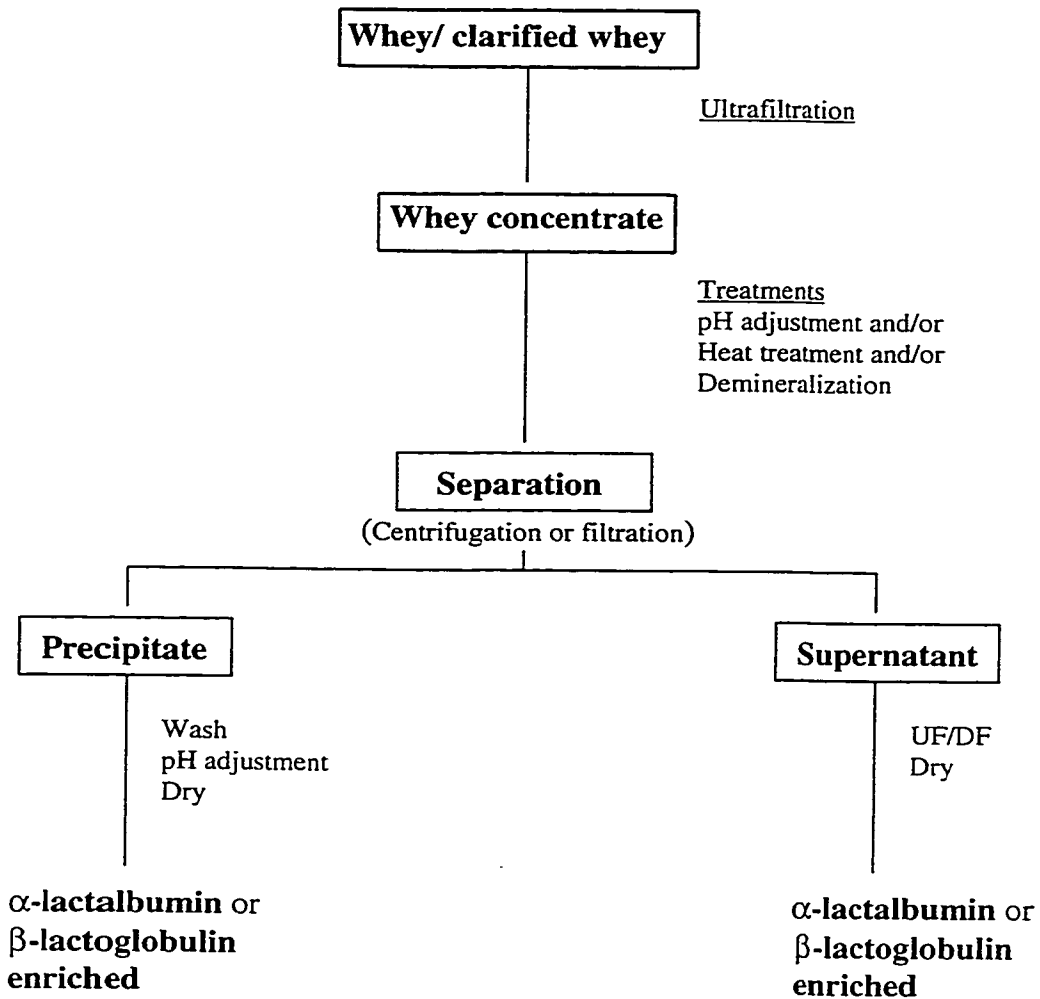 Whey/ clarified whey
Ultrafiltration
Whey concentrate
Treatments
pH adjustment and/or
Heat treatment and/or
Demineralization
Separation
(Centrifugation or filtration)
Precipitate
Wash
pH adjustment
Dry
α-lactalbumin or
β-lactoglobulin
enriched
Supernatant
UF/DF
Dry
α-lactalbumin or
β-lactoglobulin
enriched